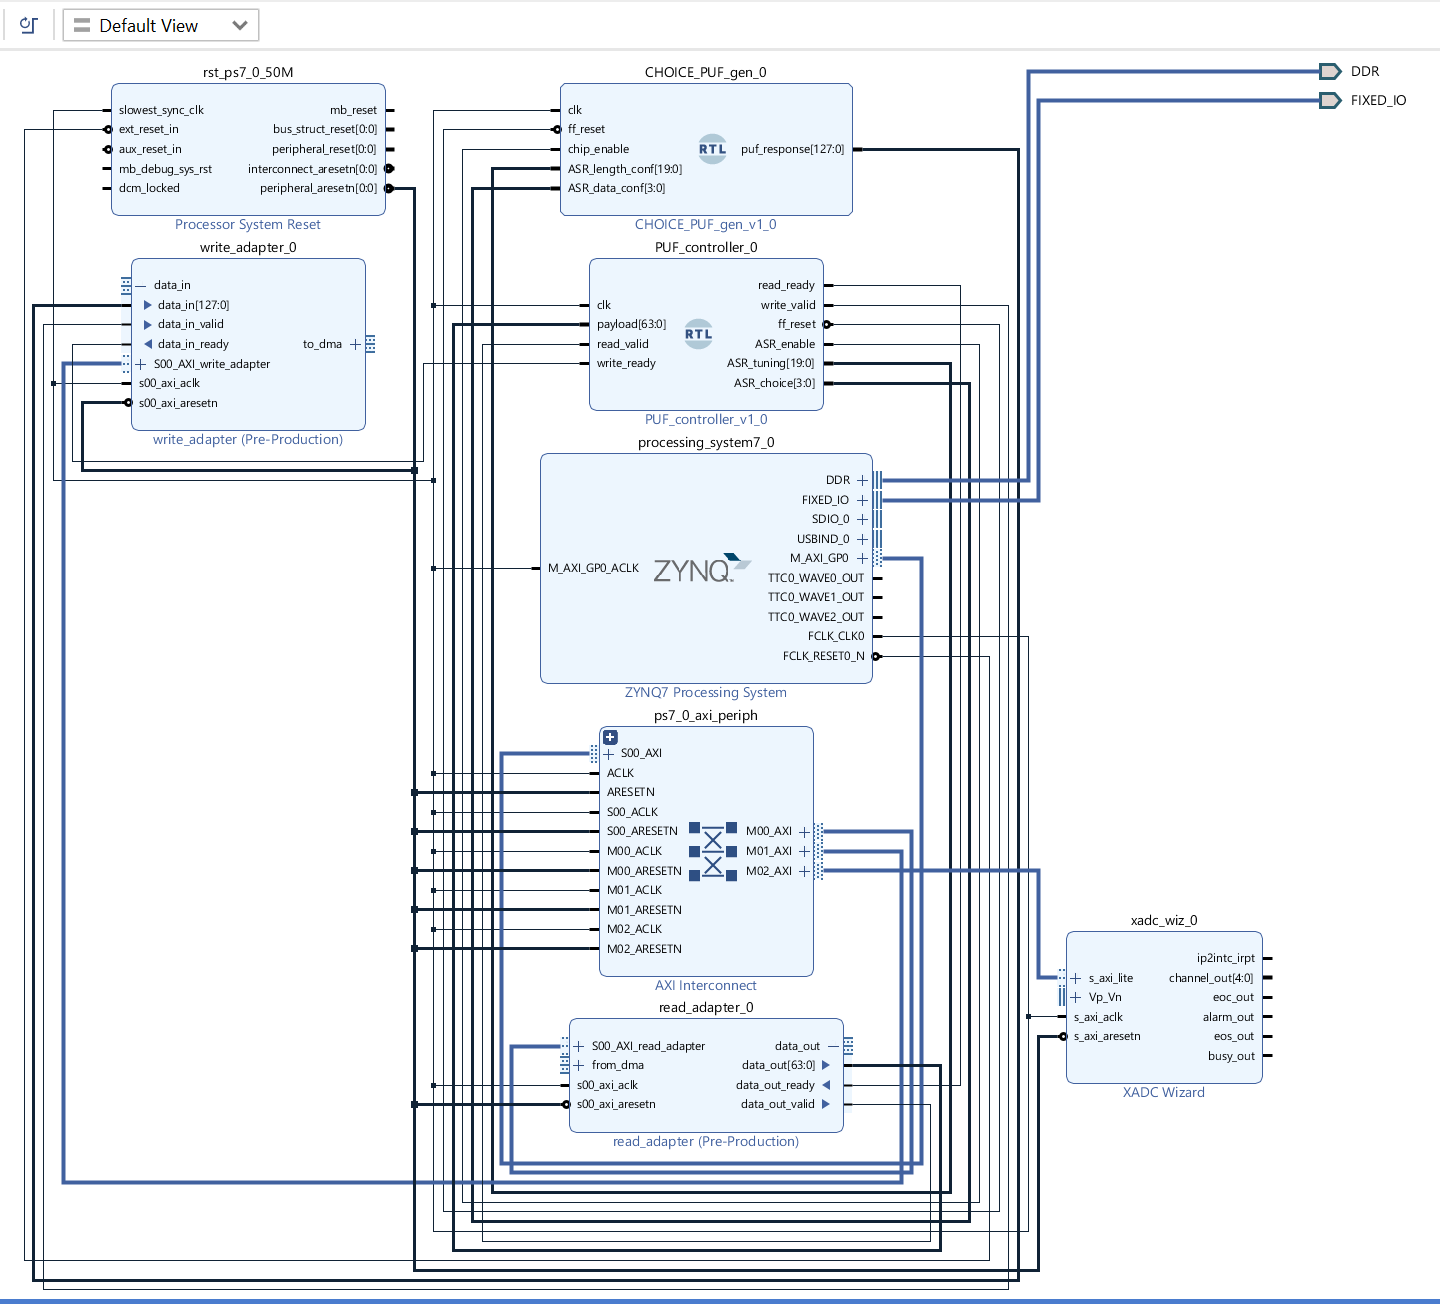 Default View
DDR
FIXED_IO
rst_ps7_0_50M
slowest_sync_clk
ext_reset_in
aux_reset_in
mb_debug_sys_rst
dcm_locked
mb_reset
bus_struct_reset[0:0]
peripheral_reset[0:0]
interconnect_aresetn[0:0]
peripheral_aresetn[0:0]
Processor System Reset
CHOICE_PUF_gen_0
clk
ff_reset
chip_enable
ASR_length_conf[19:0]
ASR_data_conf[3:0]
RTL
puf_response[127:0]
CHOICE_PUF_gen_v1_0
write_adapter_0
data_in
data_in[127:0]
data_in_valid
data_in_ready
S00_AXI_write_adapter
s00_axi_aclk
s00_axi_aresetn
to_dma
write_adapter (Pre-Production)
PUF_controller_0
clk
payload[63:0]
read_valid
write_ready
RTL
read_ready
write_valid
ff_reset
ASR_enable
ASR_tuning[19:0]
ASR_choice[3:0]
PUF_controller_v1_0
processing_system7_0
M_AXI_GP0_ACLK
ZYNQ
DDR
FIXED_IO
SDIO_0
USBIND_0
M_AXI_GP0
TTC0_WAVE0_OUT
TTC0_WAVE1_OUT
TTC0_WAVE2_OUT
FCLK_CLK0
FCLK_RESET0_N
ZYNQ7 Processing System
ps7_0_axi_periph
S00_AXI
ACLK
ARESETN
S00_ACLK
S00_ARESETN
M00_ACLK
M00_ARESETN
M01_ACLK
M01_ARESETN
M02_ACLK
M02_ARESETN
M00_AXI
M01_AXI
M02_AXI
AXI Interconnect
read_adapter_0
S00_AXI_read_adapter
from_dma
s00_axi_aclk
s00_axi_aresetn
data_out
data_out[63:0]
data_out_ready
data_out_valid
read_adapter (Pre-Production)
xadc_wiz_0
s_axi_lite
Vp_Vn
s_axi_aclk
s_axi_aresetn
ip2intc_irpt
channel_out[4:0]
eoc_out
alarm_out
eos_out
busy_out
XADC Wizard